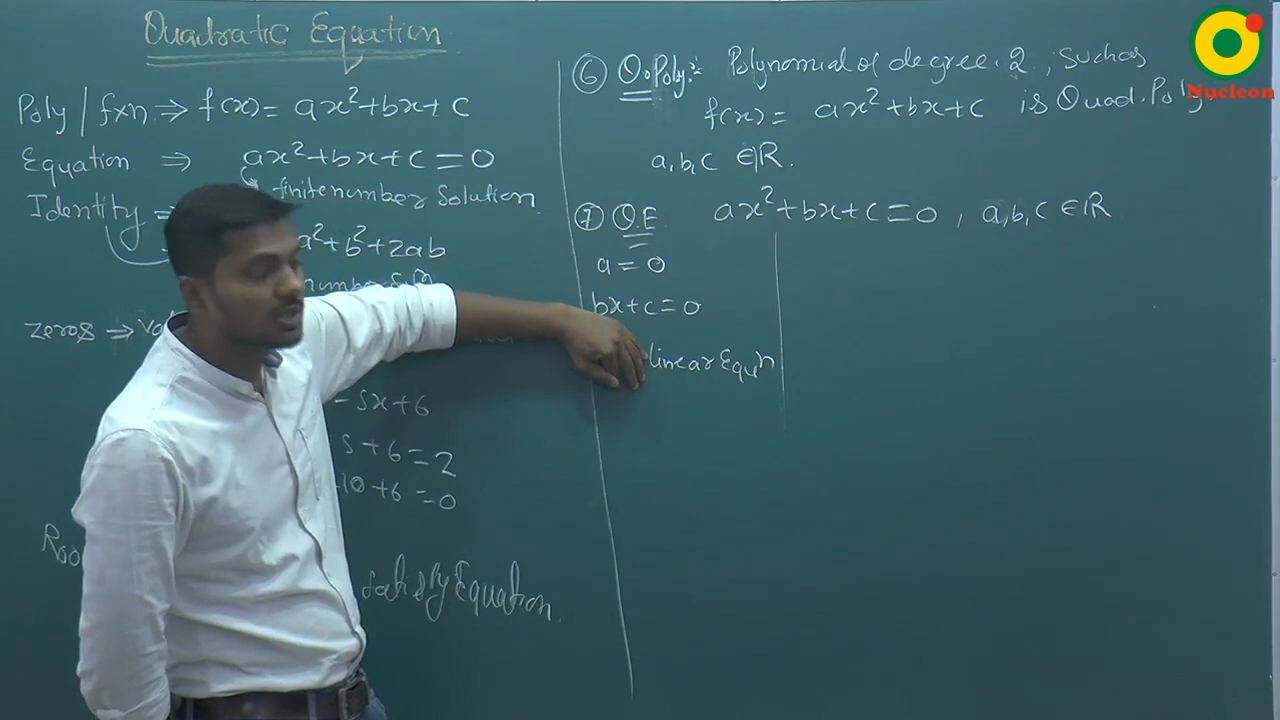 Quadratic Equation
Poly / fxn ⇒ f(x) = ax²+bx+c
Equation ⇒ ax²+bx+c = 0
finite number Solution.
Identity ⇒
a²+b²+2ab
number
zeros ⇒
-5x+6
5+6=2
-10+6=0
satisfy Equation.
⑥ Q. Poly: Polynomial of degree 2, Such as
f(x) = ax²+bx+c is Quad. Poly.
a,b,c ∈ ℝ.
⑦ Q.E ax²+bx+c=0, a,b,c ∈ ℝ
a = 0
bx+c=0
linear Equn
Nucleon